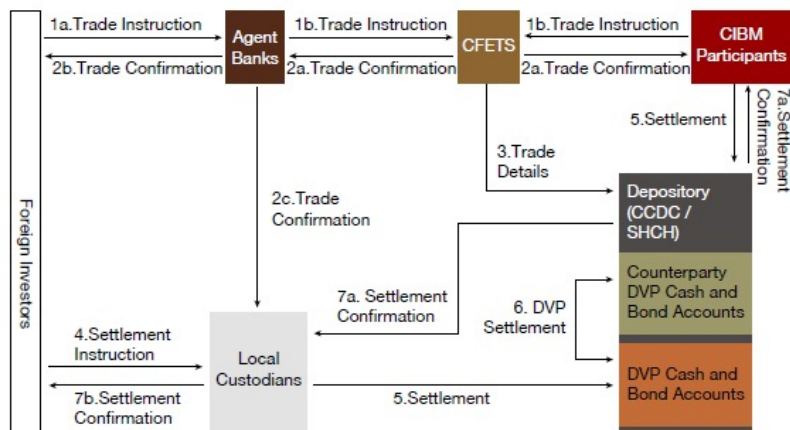 1a.Trade Instruction
Agent
Banks
1b.Trade Instruction
CFETS
1b.Trade Instruction
CIBM
Participants
2b.Trade Confirmation
2a.Trade Confirmation
2a.Trade Confirmation
7a.Settlement
Confirmation
5.Settlement
3.Trade
Details
2c.Trade
Confirmation
Depository
(CCDC /
SHCH)
Foreign Investors
7a. Settlement
Confirmation
6. DVP
Settlement
Counterparty
DVP Cash and
Bond Accounts
4.Settlement
Instruction
Local
Custodians
DVP Cash and
Bond Accounts
7b.Settlement
Confirmation
5.Settlement